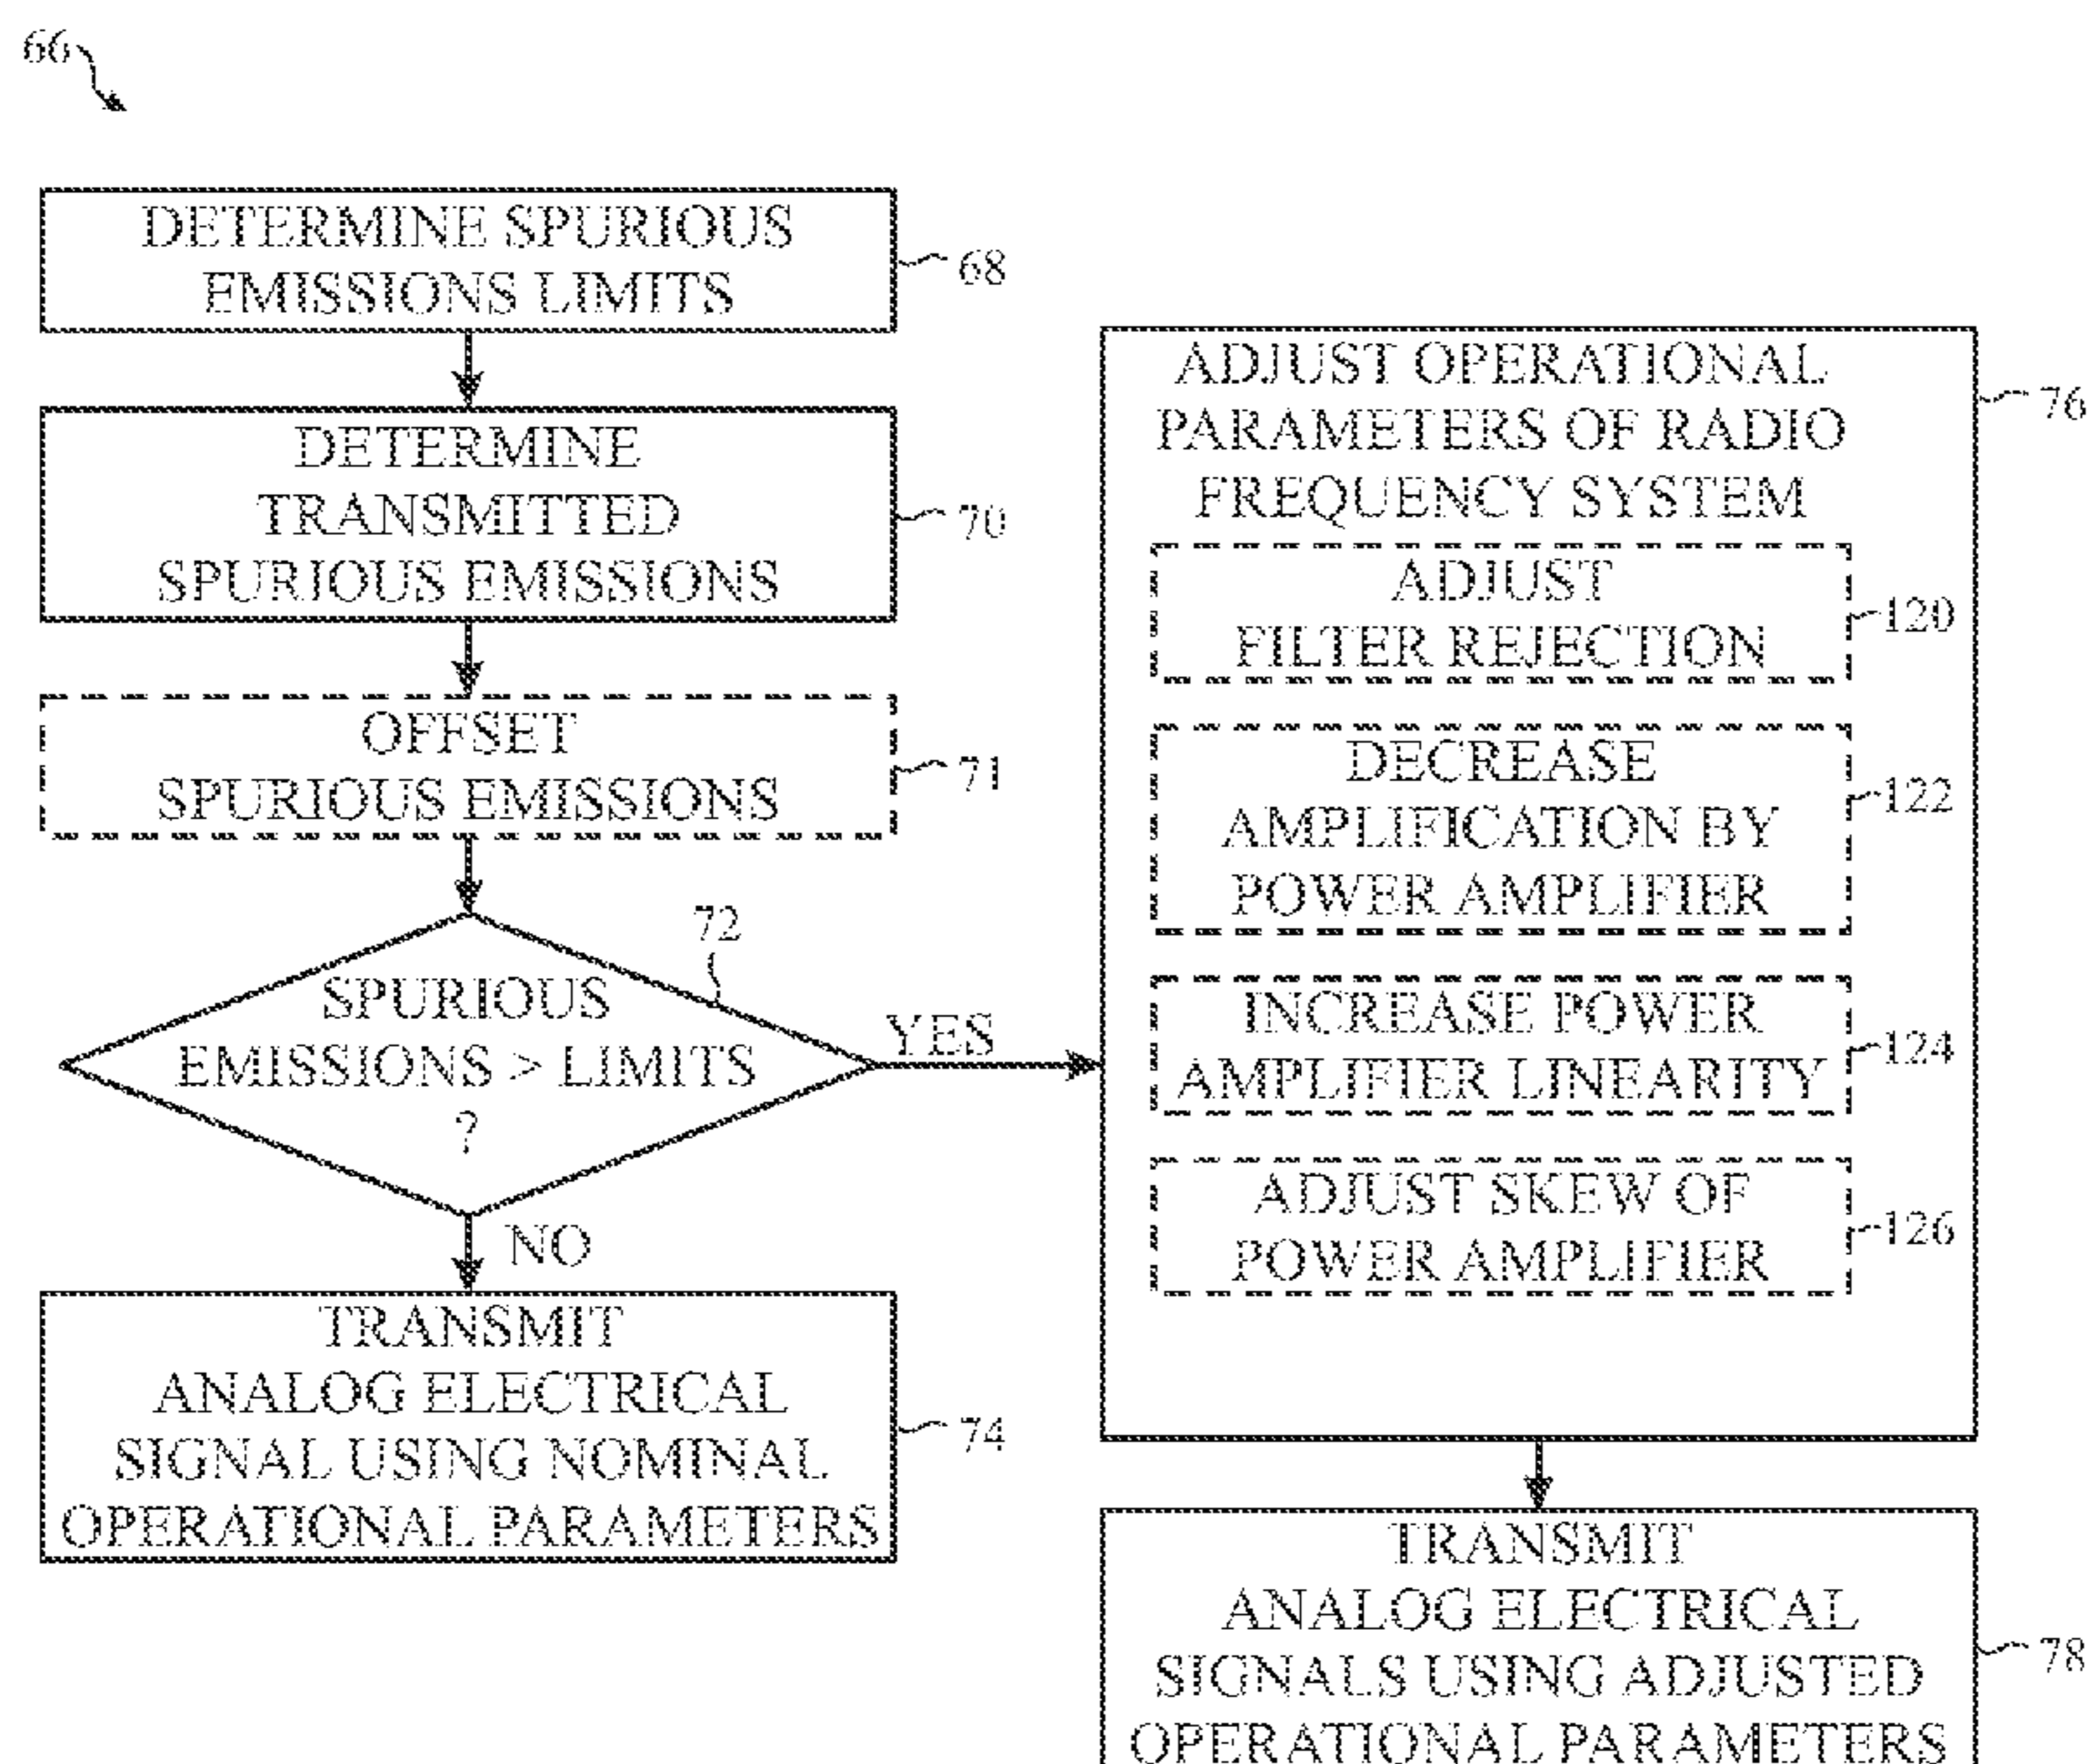 66
DETERMINE SPURIOUS
EMISSIONS LIMITS
68
DETERMINE
TRANSMITTED
SPURIOUS EMISSIONS
70
OFFSET
SPURIOUS EMISSIONS
71
72
SPURIOUS
EMISSIONS > LIMITS
?
YES
NO
TRANSMIT
ANALOG ELECTRICAL
SIGNAL USING NOMINAL
OPERATIONAL PARAMETERS
74
ADJUST OPERATIONAL
PARAMETERS OF RADIO
FREQUENCY SYSTEM
76
ADJUST
FILTER REJECTION
120
DECREASE
AMPLIFICATION BY
POWER AMPLIFIER
122
INCREASE POWER
AMPLIFIER LINEARITY
124
ADJUST SKEW OF
POWER AMPLIFIER
126
TRANSMIT
ANALOG ELECTRICAL
SIGNALS USING ADJUSTED
OPERATIONAL PARAMETERS
78